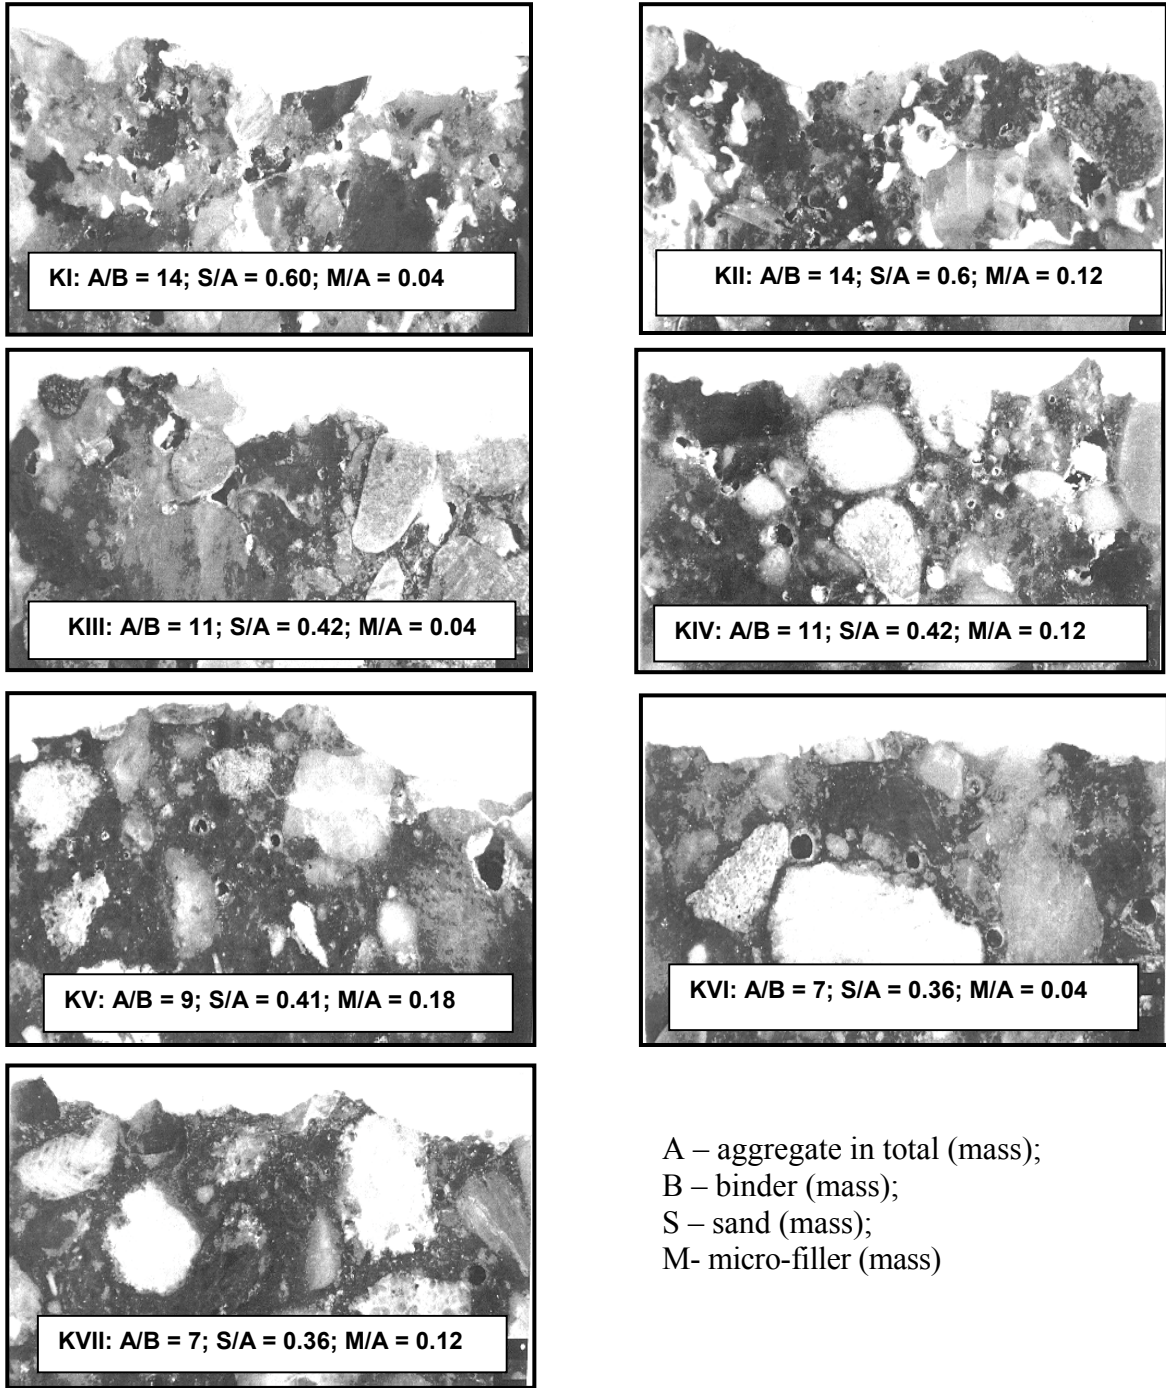 KI: A/B = 14; S/A = 0.60; M/A = 0.04
KII: A/B = 14; S/A = 0.6; M/A = 0.12
KIII: A/B = 11; S/A = 0.42; M/A = 0.04
KIV: A/B = 11; S/A = 0.42; M/A = 0.12
KV: A/B = 9; S/A = 0.41; M/A = 0.18
KVI: A/B = 7; S/A = 0.36; M/A = 0.04
KVII: A/B = 7; S/A = 0.36; M/A = 0.12
A – aggregate in total (mass);
B – binder (mass);
S – sand (mass);
M- micro-filler (mass)